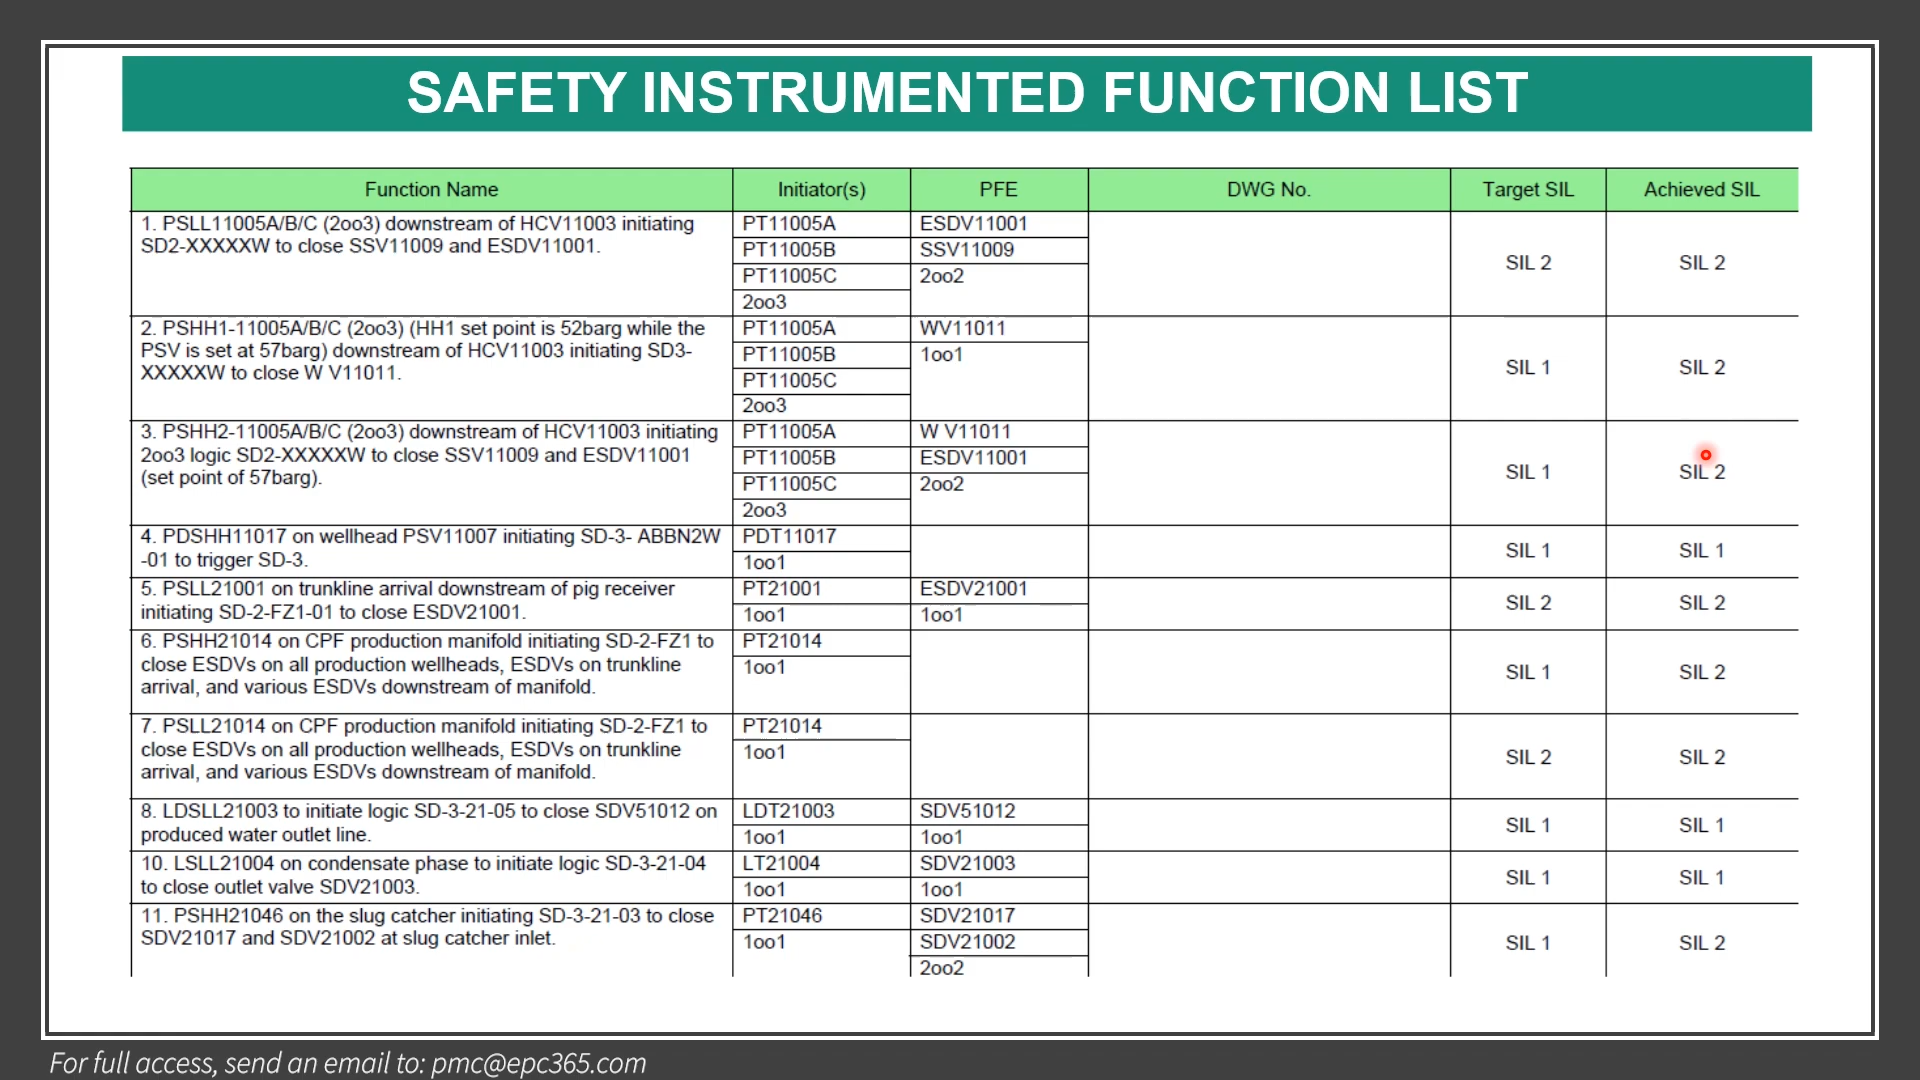 SAFETY INSTRUMENTED FUNCTION LIST
Function Name
Initiator(s)
PFE
DWG No.
Target SIL
Achieved SIL
1. PSLL11005A/B/C (2oo3) downstream of HCV11003 initiating
SD2-XXXXXW to close SSV11009 and ESDV11001.
PT11005A
PT11005B
PT11005C
2oo3
ESDV11001
SSV11009
2oo2
SIL 2
SIL 2
2. PSHH1-11005A/B/C (2oo3) (HH1 set point is 52barg while the
PSV is set at 57barg) downstream of HCV11003 initiating SD3-
XXXXXW to close W V11011.
PT11005A
PT11005B
PT11005C
2oo3
WV11011
1oo1
SIL 1
SIL 2
3. PSHH2-11005A/B/C (2oo3) downstream of HCV11003 initiating
2oo3 logic SD2-XXXXXW to close SSV11009 and ESDV11001
(set point of 57barg).
PT11005A
PT11005B
PT11005C
2oo3
W V11011
ESDV11001
2oo2
SIL 1
SIL 2
4. PDSHH11017 on wellhead PSV11007 initiating SD-3- ABBN2W
-01 to trigger SD-3.
PDT11017
1oo1
SIL 1
SIL 1
5. PSLL21001 on trunkline arrival downstream of pig receiver
initiating SD-2-FZ1-01 to close ESDV21001.
PT21001
1oo1
ESDV21001
1oo1
SIL 2
SIL 2
6. PSHH21014 on CPF production manifold initiating SD-2-FZ1 to
close ESDVs on all production wellheads, ESDVs on trunkline
arrival, and various ESDVs downstream of manifold.
PT21014
1oo1
SIL 1
SIL 2
7. PSLL21014 on CPF production manifold initiating SD-2-FZ1 to
close ESDVs on all production wellheads, ESDVs on trunkline
arrival, and various ESDVs downstream of manifold.
PT21014
1oo1
SIL 2
SIL 2
8. LDSLL21003 to initiate logic SD-3-21-05 to close SDV51012 on
produced water outlet line.
LDT21003
1oo1
SDV51012
1oo1
SIL 1
SIL 1
10. LSLL21004 on condensate phase to initiate logic SD-3-21-04
to close outlet valve SDV21003.
LT21004
1oo1
SDV21003
1oo1
SIL 1
SIL 1
11. PSHH21046 on the slug catcher initiating SD-3-21-03 to close
SDV21017 and SDV21002 at slug catcher inlet.
PT21046
1oo1
SDV21017
SDV21002
2oo2
SIL 1
SIL 2
For full access, send an email to: pmc@epc365.com